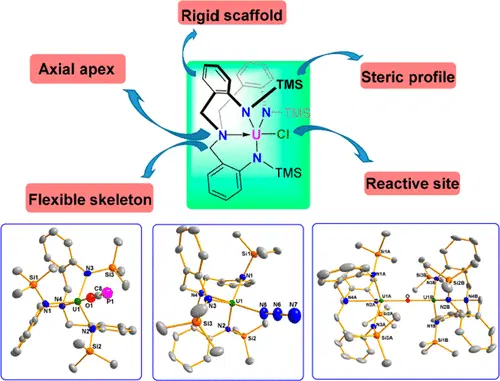 Rigid scaffold
Axial apex
Steric profile
Flexible skeleton
Reactive site
TMS
N N TMS
N U Cl
N
TMS
Si1 N3 Si3
N1 N4 U1 O1 C8 P1
N2
Si2
Si1
N1
N4 N3 U1
N5 N6 N7
Si3 N2 Si2
Si1A
N1A
N4A N2A U1A O U1B
Si2A
N3A
Si3A
Si3B Si2B
N3B N2B N4B
N1B
Si1B